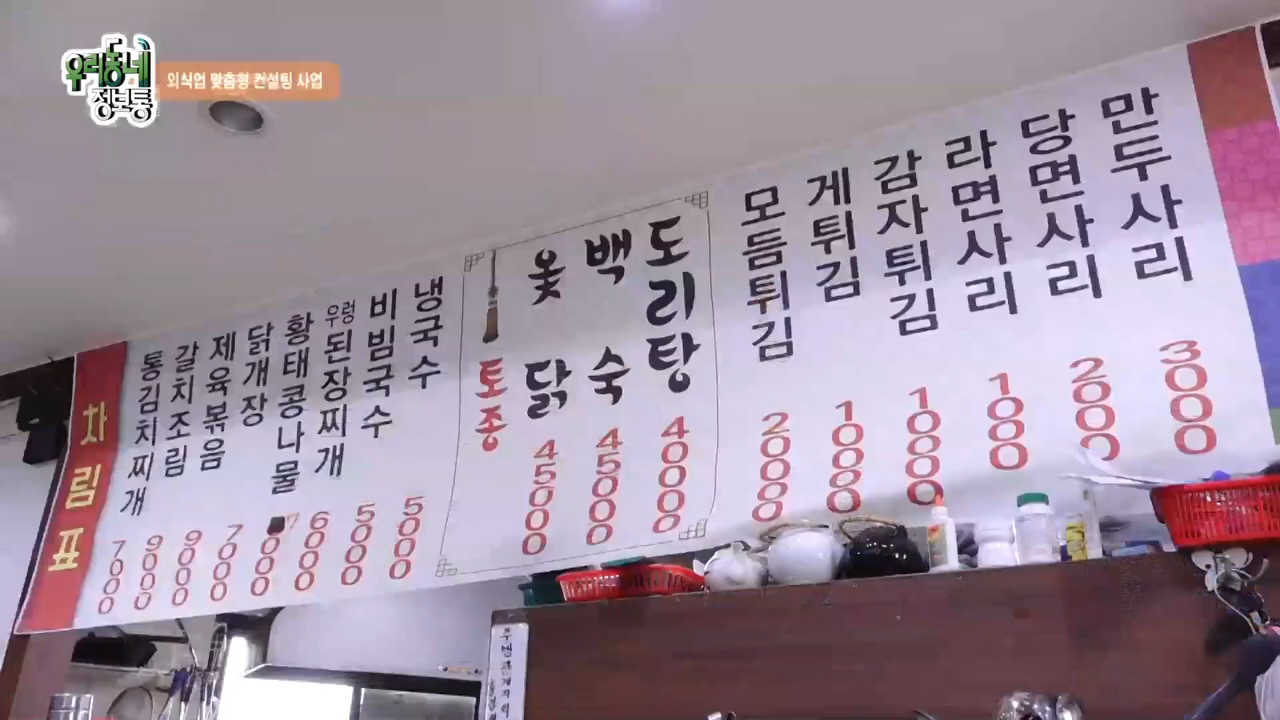 우리동네
정보통
외식업 맞춤형 컨설팅 사업
차림표
통김치찌개 7000
갈치조림 9000
제육볶음 9000
닭개장 7000
황태콩나물 7000
우렁된장찌개 6000
비빔국수 5000
냉국수 5000
토종
옻닭 45000
백숙 45000
도리탕 40000
모듬튀김 2000
게튀김 1000
감자튀김 1000
라면사리 1000
당면사리 2000
만두사리 3000